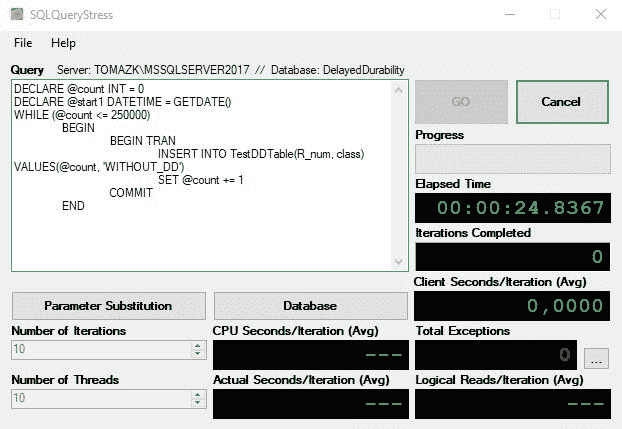 SQLQueryStress
File Help
Query Server: TOMAZK\MSSQLSERVER2017 // Database: DelayedDurability
DECLARE @count INT = 0
DECLARE @start1 DATETIME = GETDATE()
WHILE (@count <= 250000)
BEGIN
BEGIN TRAN
INSERT INTO TestDDTable(R_num, class)
VALUES(@count, 'WITHOUT_DD')
SET @count += 1
COMMIT
END
GO Cancel
Progress
Elapsed Time
00:00:24.8367
Iterations Completed
0
Client Seconds/Iteration (Avg)
0,0000
Parameter Substitution Database
Number of Iterations CPU Seconds/Iteration (Avg) Total Exceptions
10 --- 0 ...
Number of Threads Actual Seconds/Iteration (Avg) Logical Reads/Iteration (Avg)
10 --- ---